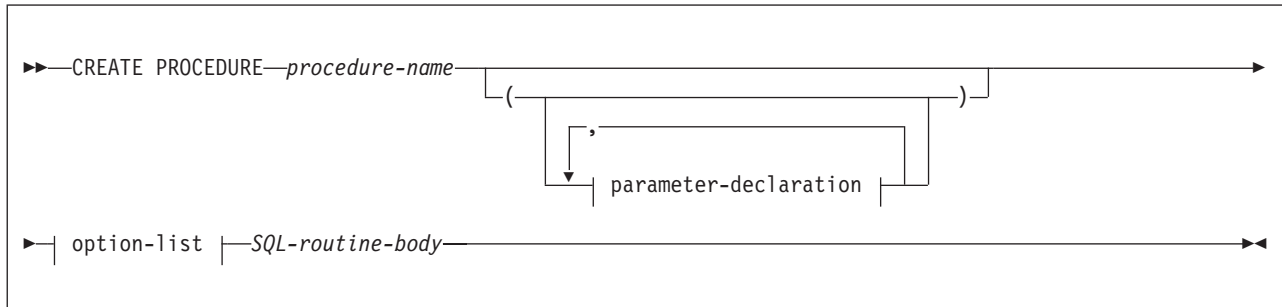 CREATE PROCEDURE procedure-name
( )
,
parameter-declaration
option-list SQL-routine-body